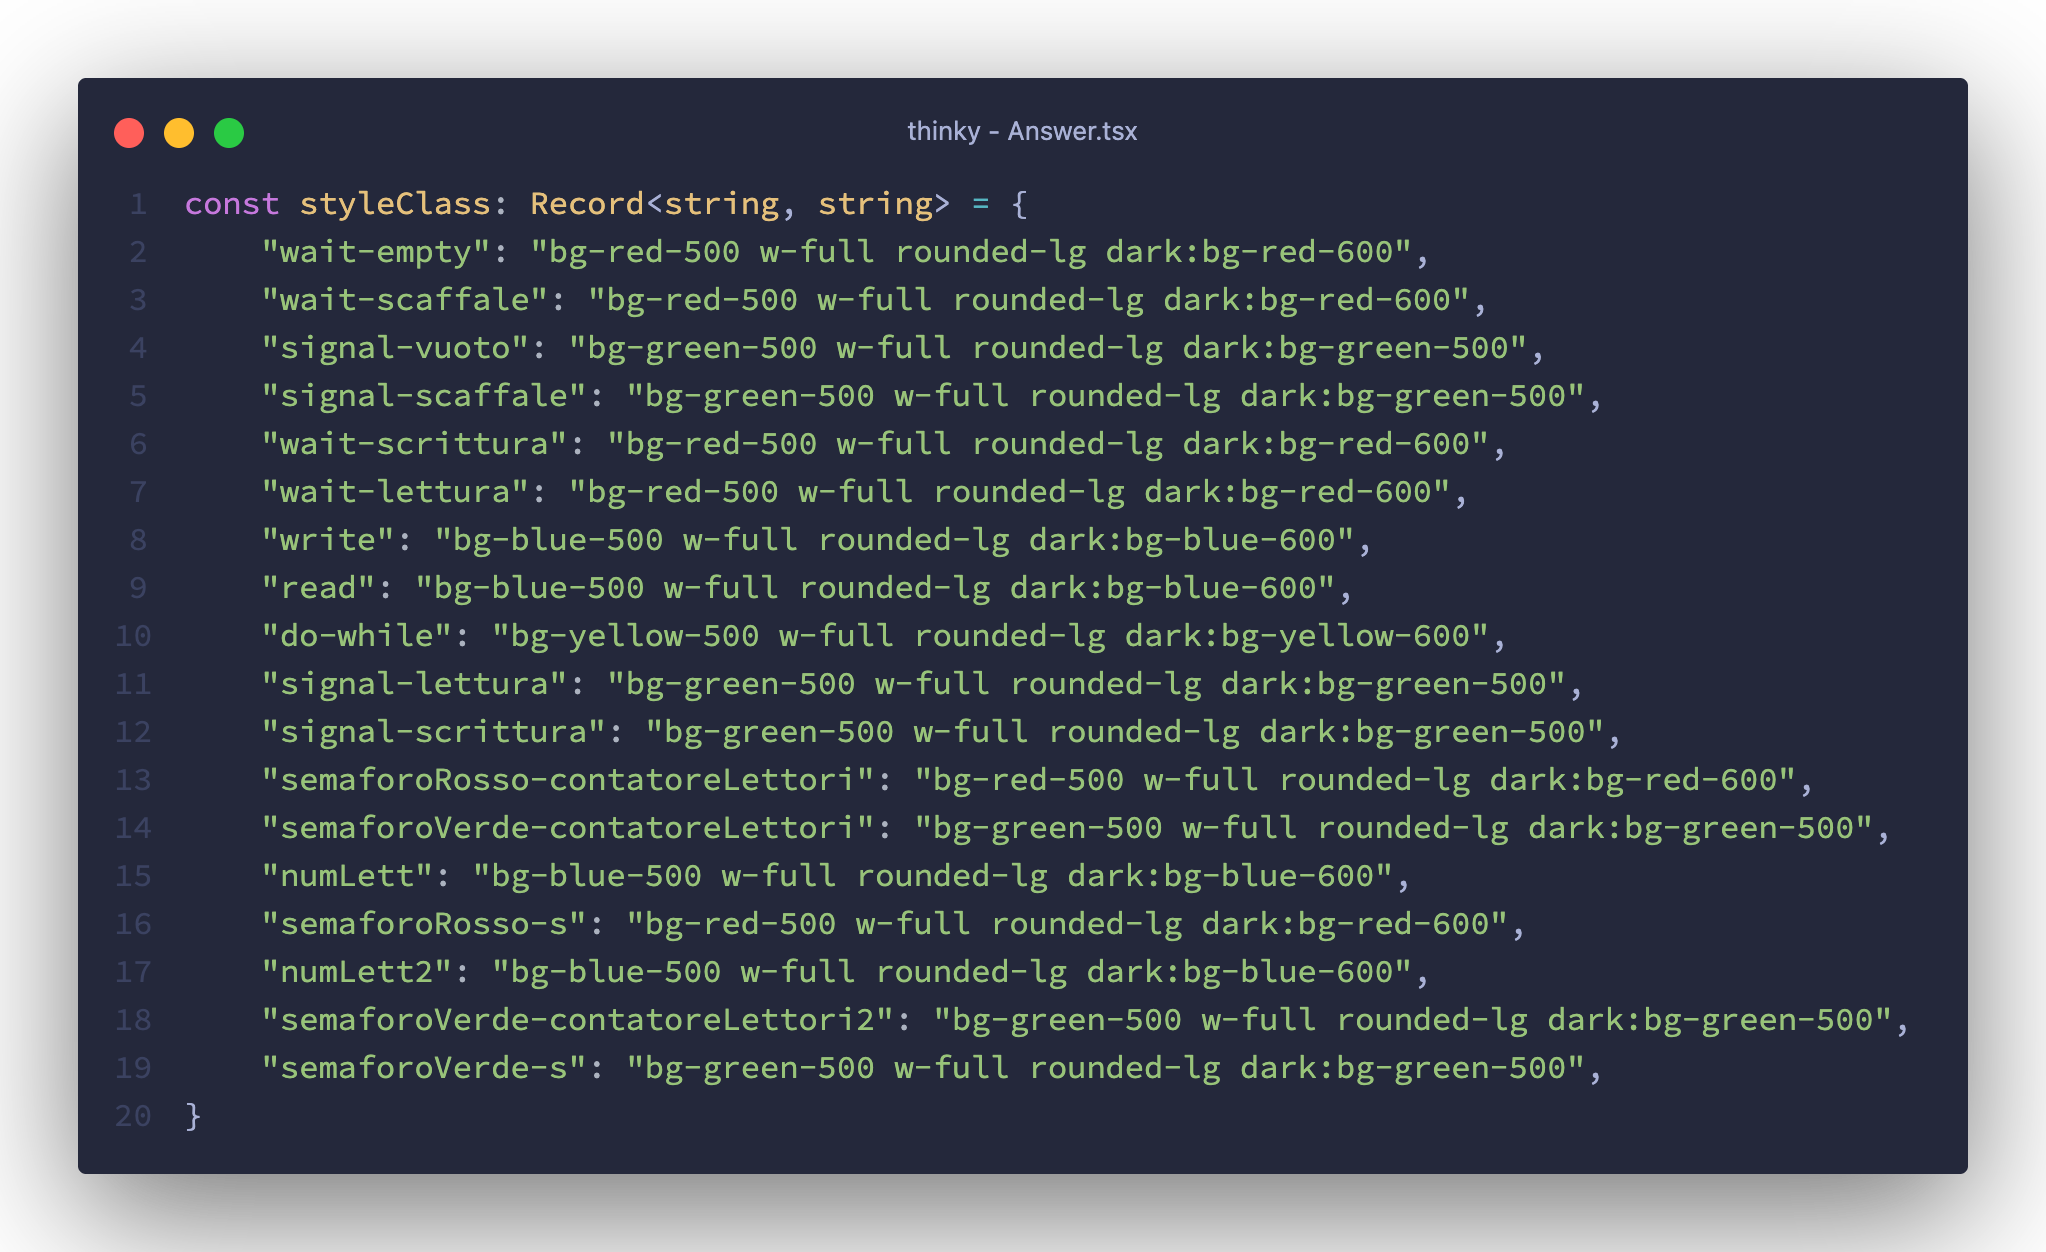 thinky - Answer.tsx
1 const styleClass: Record<string, string> = {
2     "wait-empty": "bg-red-500 w-full rounded-lg dark:bg-red-600",
3     "wait-scaffale": "bg-red-500 w-full rounded-lg dark:bg-red-600",
4     "signal-vuoto": "bg-green-500 w-full rounded-lg dark:bg-green-500",
5     "signal-scaffale": "bg-green-500 w-full rounded-lg dark:bg-green-500",
6     "wait-scrittura": "bg-red-500 w-full rounded-lg dark:bg-red-600",
7     "wait-lettura": "bg-red-500 w-full rounded-lg dark:bg-red-600",
8     "write": "bg-blue-500 w-full rounded-lg dark:bg-blue-600",
9     "read": "bg-blue-500 w-full rounded-lg dark:bg-blue-600",
10     "do-while": "bg-yellow-500 w-full rounded-lg dark:bg-yellow-600",
11     "signal-lettura": "bg-green-500 w-full rounded-lg dark:bg-green-500",
12     "signal-scrittura": "bg-green-500 w-full rounded-lg dark:bg-green-500",
13     "semaforoRosso-contatoreLettori": "bg-red-500 w-full rounded-lg dark:bg-red-600",
14     "semaforoVerde-contatoreLettori": "bg-green-500 w-full rounded-lg dark:bg-green-500",
15     "numLett": "bg-blue-500 w-full rounded-lg dark:bg-blue-600",
16     "semaforoRosso-s": "bg-red-500 w-full rounded-lg dark:bg-red-600",
17     "numLett2": "bg-blue-500 w-full rounded-lg dark:bg-blue-600",
18     "semaforoVerde-contatoreLettori2": "bg-green-500 w-full rounded-lg dark:bg-green-500",
19     "semaforoVerde-s": "bg-green-500 w-full rounded-lg dark:bg-green-500",
20 }